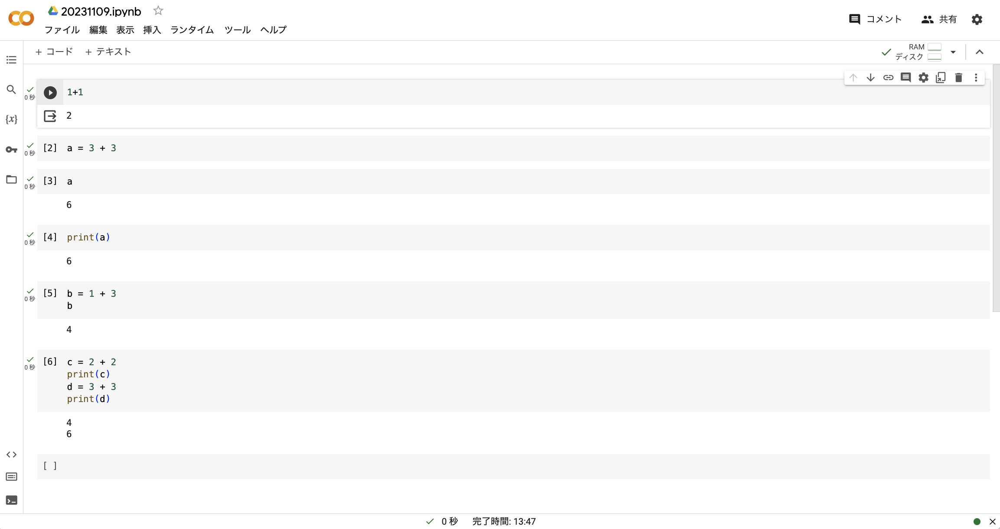 20231109.ipynb
ファイル 編集 表示 挿入 ランタイム ツール ヘルプ
コメント 共有
+ コード + テキスト
RAM
ディスク
{x}
0 秒
1+1
2
0 秒
[2] a = 3 + 3
0 秒
[3] a
6
0 秒
[4] print(a)
6
0 秒
[5] b = 1 + 3
b
4
0 秒
[6] c = 2 + 2
print(c)
d = 3 + 3
print(d)
4
6
[ ]
0 秒 完了時間: 13:47